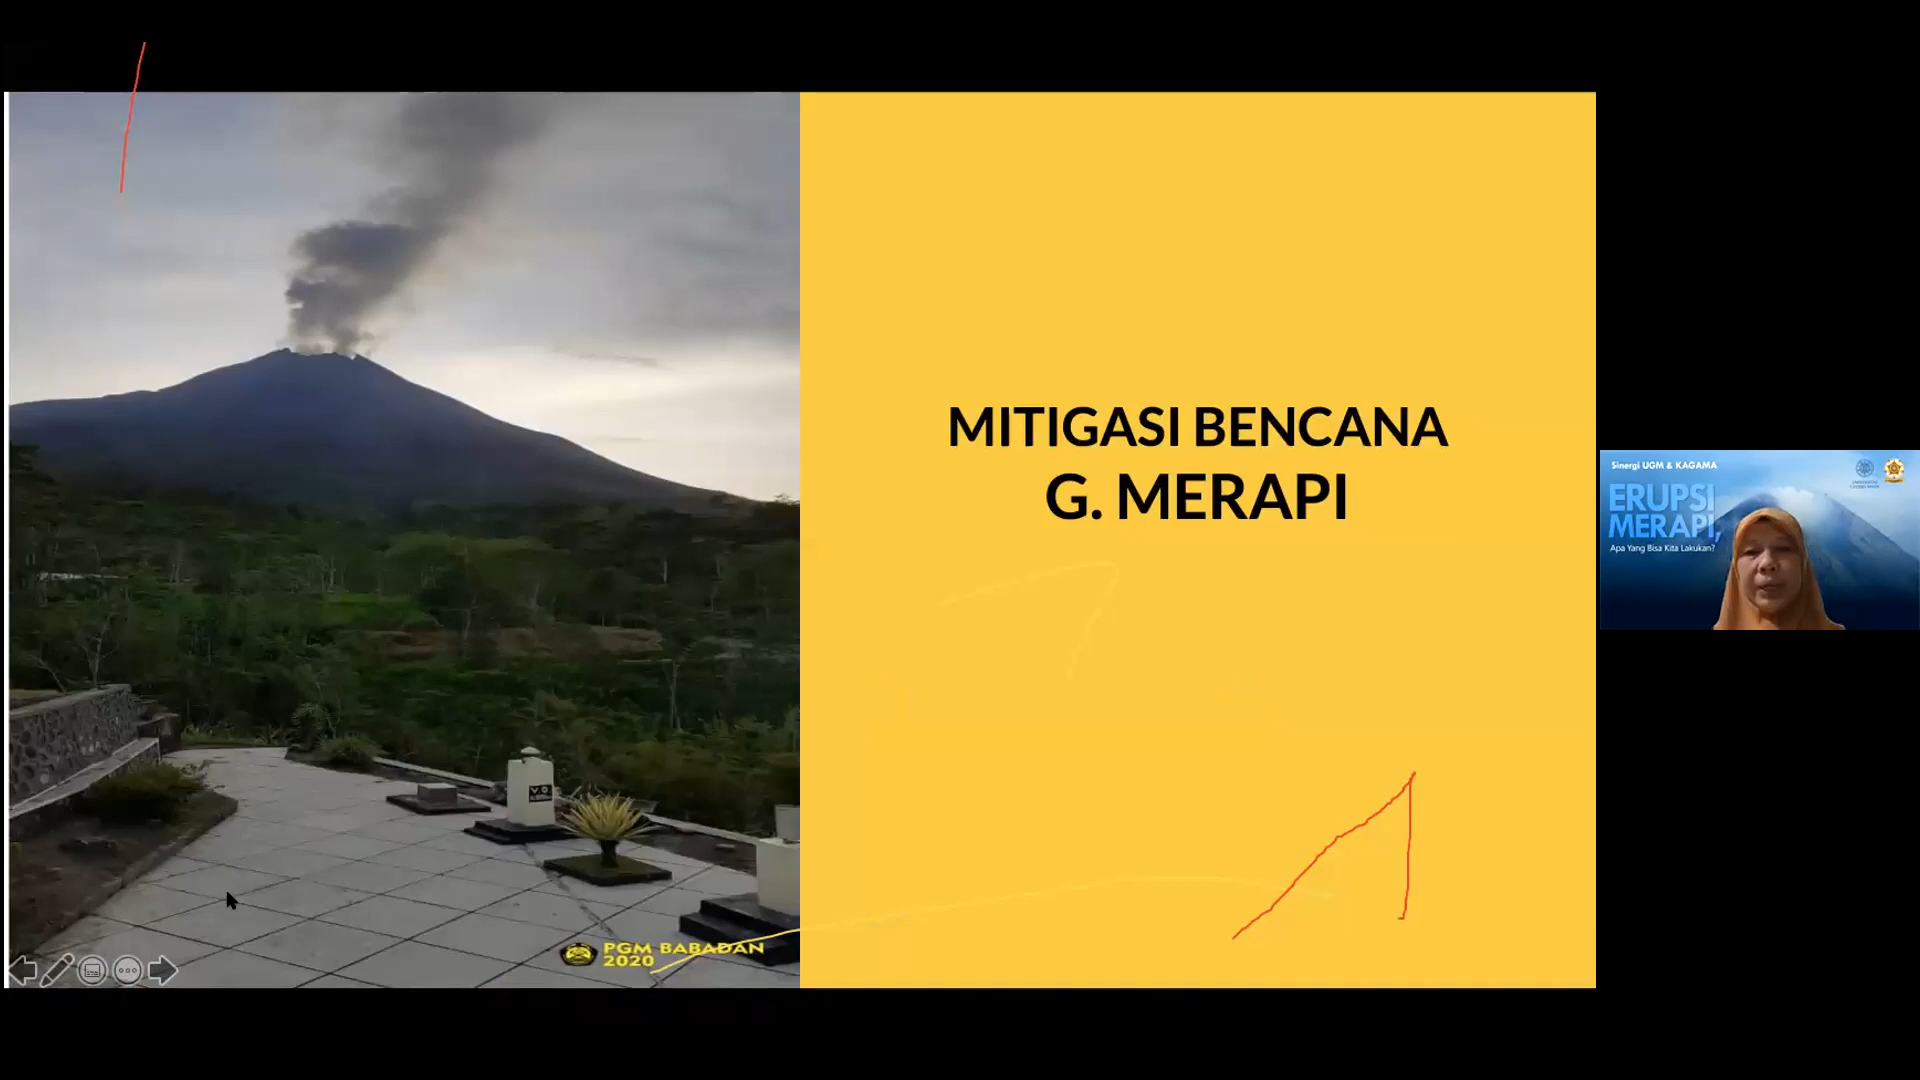 MITIGASI BENCANA
G. MERAPI
PGM BABADAN
2020
Sinergi UGM & KAGAMA
ERUPSI
MERAPI,
Apa Yang Bisa Kita Lakukan?